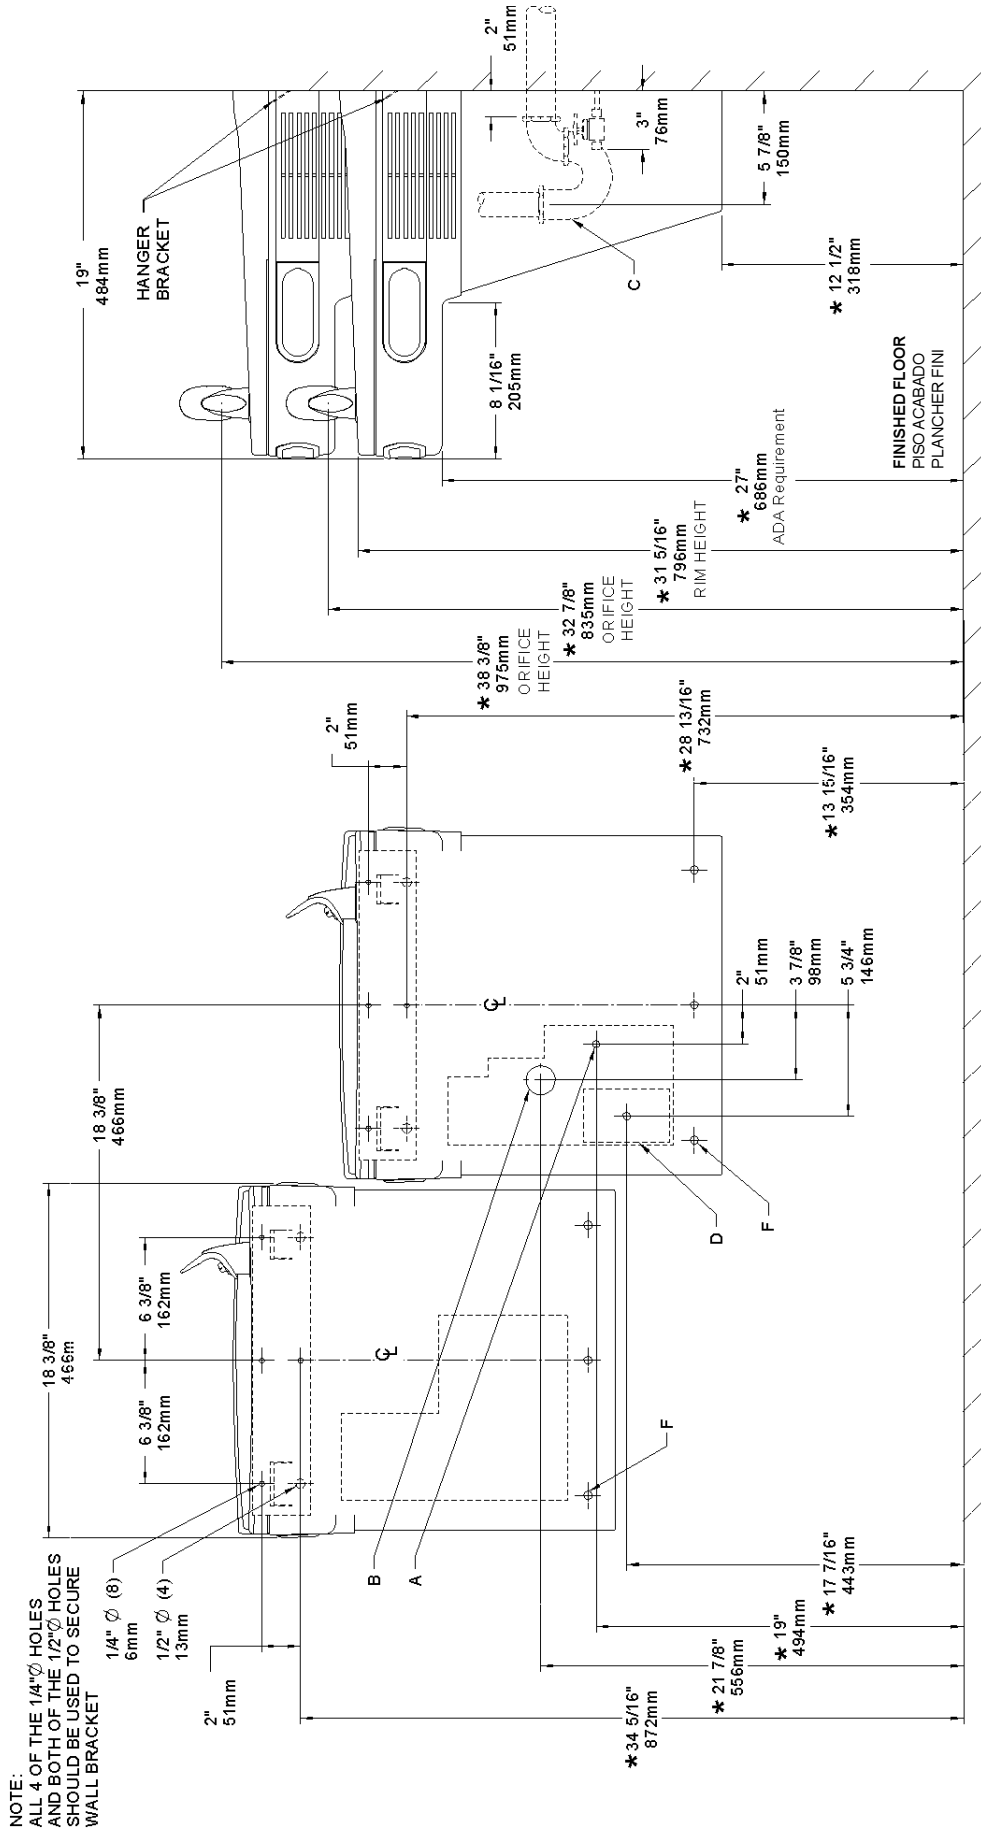 NOTE:
ALL 4 OF THE 1/4"Ø HOLES
AND BOTH OF THE 1/2"Ø HOLES
SHOULD BE USED TO SECURE
WALL BRACKET
1/4" Ø (8)
6mm
1/2" Ø (4)
13mm
2"
51mm
18 3/8"
466m
6 3/8"
162mm
6 3/8"
162mm
18 3/8"
466mm
2"
51mm
19"
484mm
HANGER
BRACKET
2"
51mm
3"
76mm
5 7/8"
150mm
C
8 1/16"
205mm
* 12 1/2"
318mm
FINISHED FLOOR
PISO ACABADO
PLANCHER FINI
* 27"
686mm
ADA Requirement
* 31 5/16"
796mm
RIM HEIGHT
* 32 7/8"
835mm
ORIFICE
HEIGHT
* 38 3/8"
975mm
ORIFICE
HEIGHT
* 28 13/16"
732mm
* 13 15/16"
354mm
2"
51mm
3 7/8"
98mm
5 3/4"
146mm
CL
CL
D
F
F
B
A
* 17 7/16"
443mm
* 19"
494mm
* 21 7/8"
556mm
* 34 5/16"
872mm